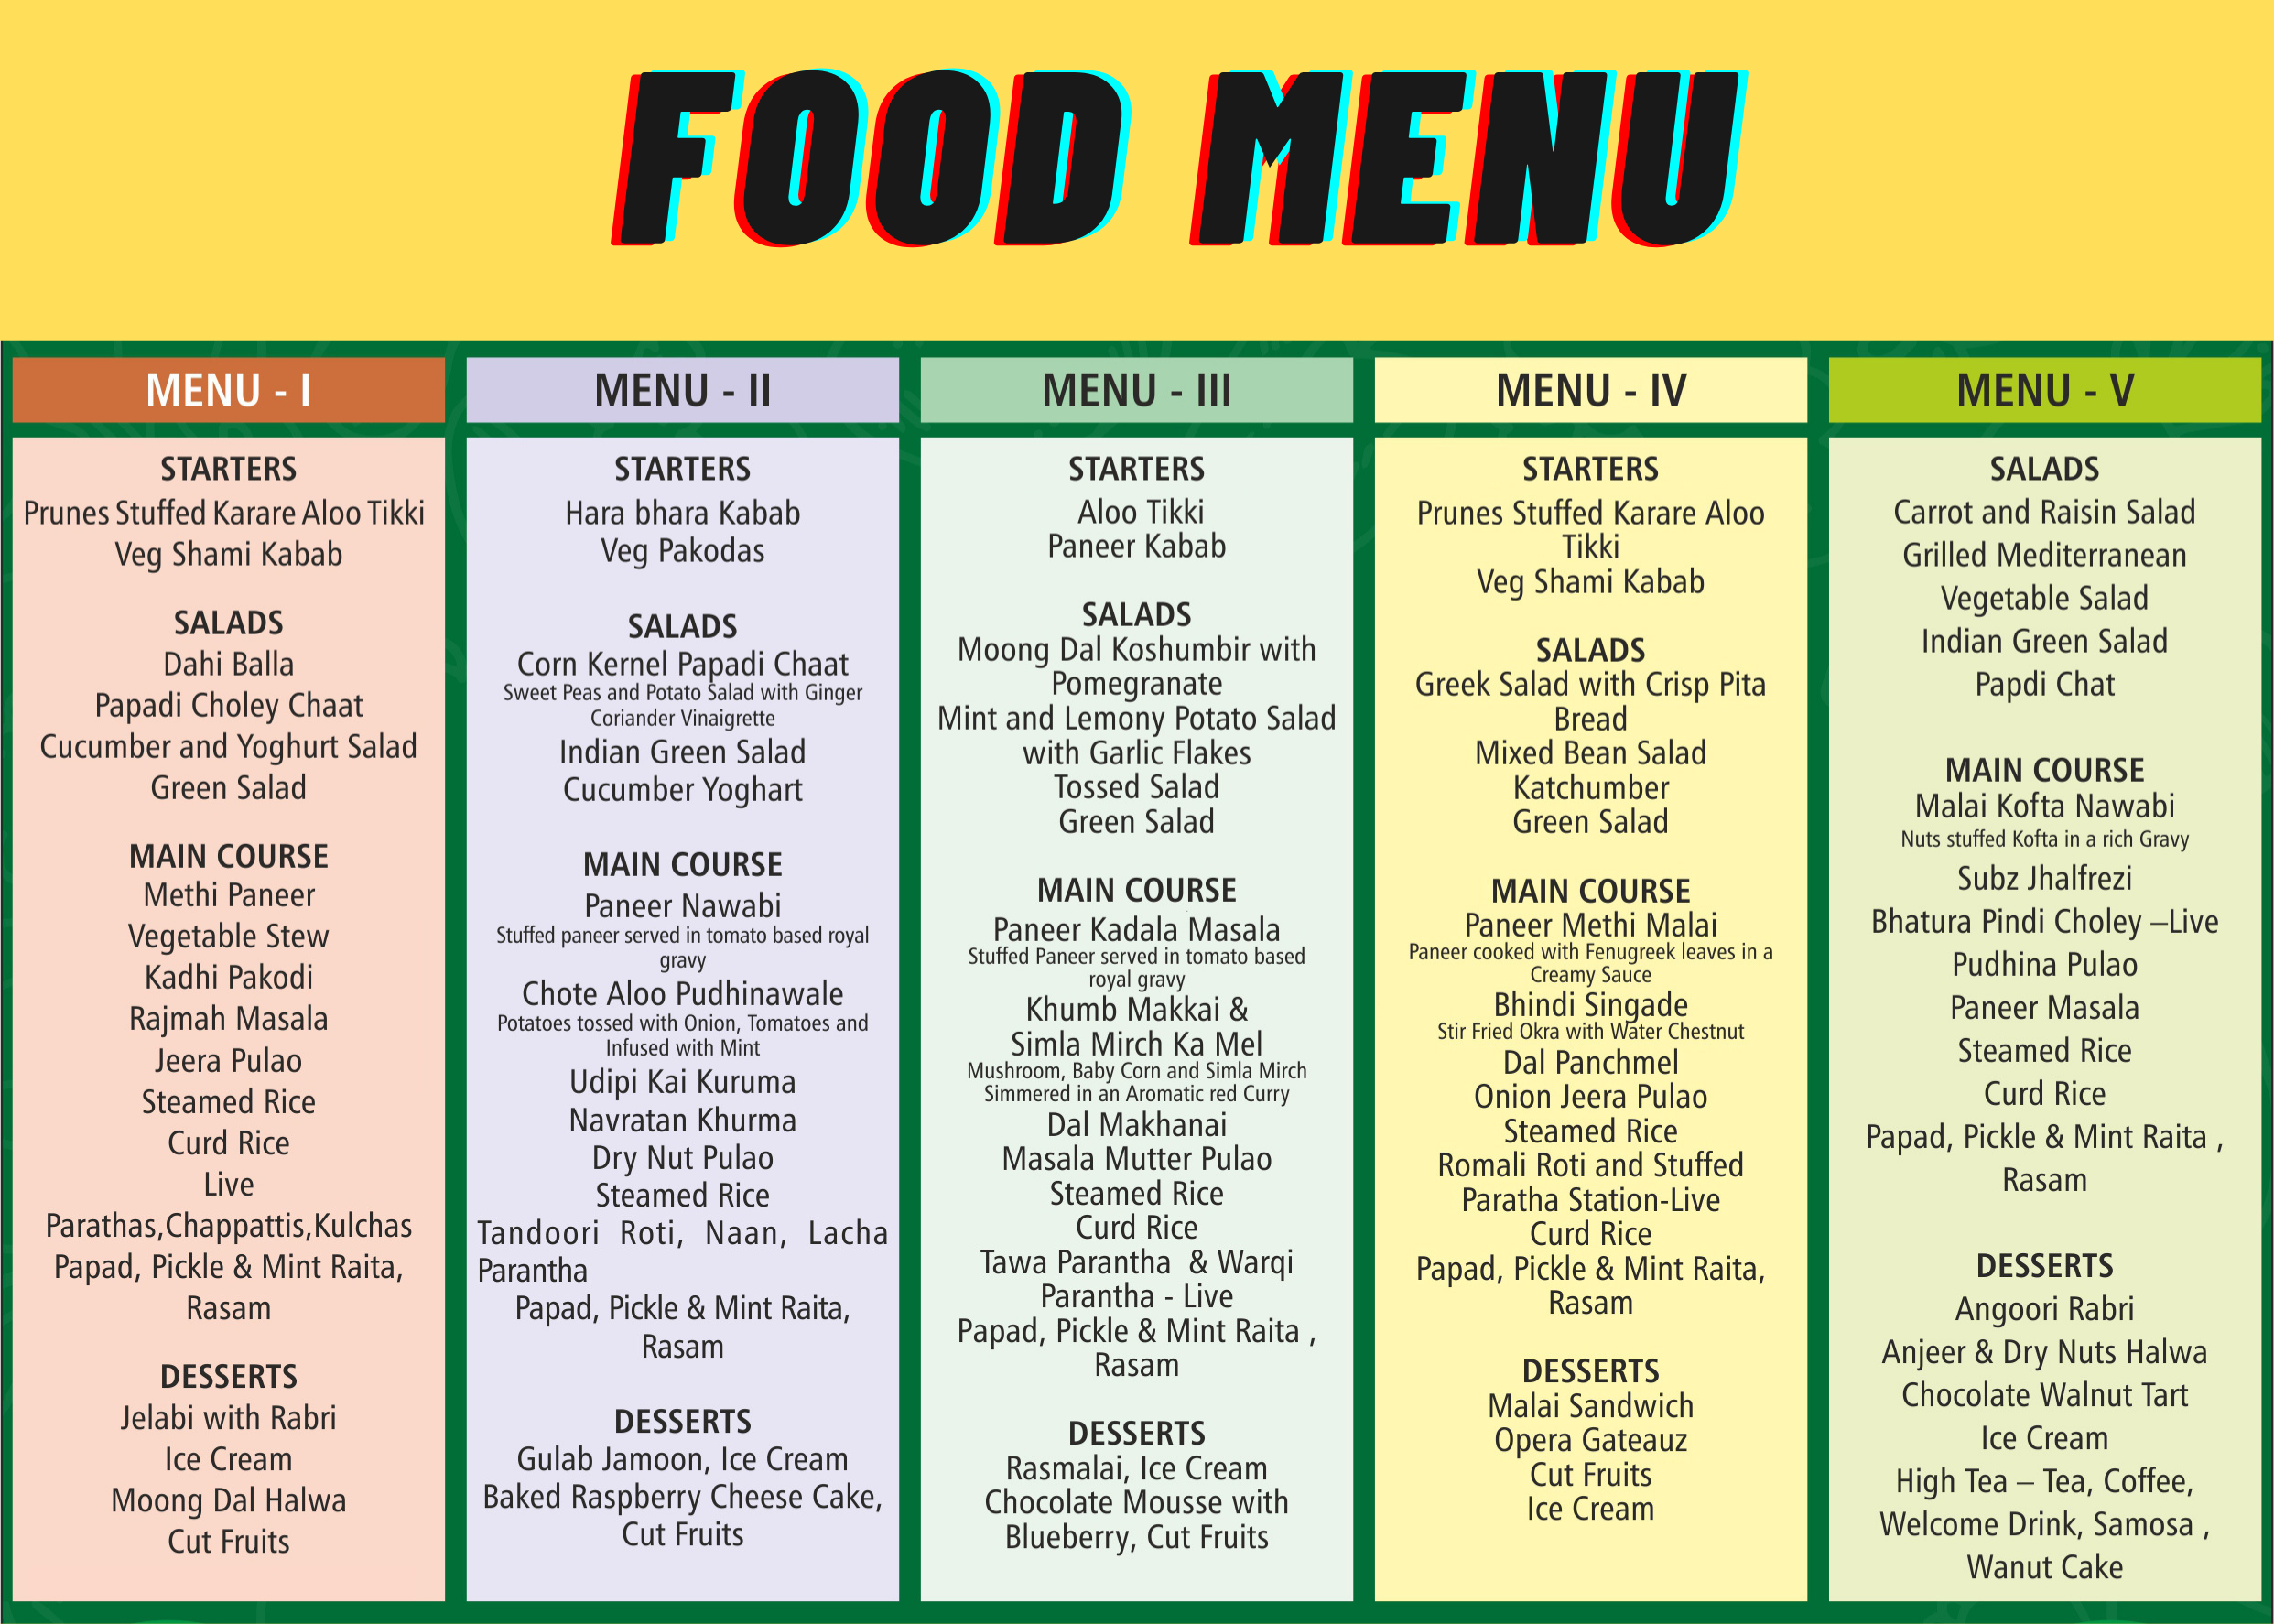 FOOD MENU
MENU - I
STARTERS
Prunes Stuffed Karare Aloo Tikki
Veg Shami Kabab
SALADS
Dahi Balla
Papadi Choley Chaat
Cucumber and Yoghurt Salad
Green Salad
MAIN COURSE
Methi Paneer
Vegetable Stew
Kadhi Pakodi
Rajmah Masala
Jeera Pulao
Steamed Rice
Curd Rice
Live
Parathas,Chappattis,Kulchas
Papad, Pickle & Mint Raita,
Rasam
DESSERTS
Jelabi with Rabri
Ice Cream
Moong Dal Halwa
Cut Fruits
MENU - II
STARTERS
Hara bhara Kabab
Veg Pakodas
SALADS
Corn Kernel Papadi Chaat
Sweet Peas and Potato Salad with Ginger
Coriander Vinaigrette
Indian Green Salad
Cucumber Yoghart
MAIN COURSE
Paneer Nawabi
Stuffed paneer served in tomato based royal
gravy
Chote Aloo Pudhinawale
Potatoes tossed with Onion, Tomatoes and
Infused with Mint
Udipi Kai Kuruma
Navratan Khurma
Dry Nut Pulao
Steamed Rice
Tandoori Roti, Naan, Lacha
Parantha
Papad, Pickle & Mint Raita,
Rasam
DESSERTS
Gulab Jamoon, Ice Cream
Baked Raspberry Cheese Cake,
Cut Fruits
MENU - III
STARTERS
Aloo Tikki
Paneer Kabab
SALADS
Moong Dal Koshumbir with
Pomegranate
Mint and Lemony Potato Salad
with Garlic Flakes
Tossed Salad
Green Salad
MAIN COURSE
Paneer Kadala Masala
Stuffed Paneer served in tomato based
royal gravy
Khumb Makkai &
Simla Mirch Ka Mel
Mushroom, Baby Corn and Simla Mirch
Simmered in an Aromatic red Curry
Dal Makhanai
Masala Mutter Pulao
Steamed Rice
Curd Rice
Tawa Parantha & Warqi
Parantha - Live
Papad, Pickle & Mint Raita ,
Rasam
DESSERTS
Rasmalai, Ice Cream
Chocolate Mousse with
Blueberry, Cut Fruits
MENU - IV
STARTERS
Prunes Stuffed Karare Aloo
Tikki
Veg Shami Kabab
SALADS
Greek Salad with Crisp Pita
Bread
Mixed Bean Salad
Katchumber
Green Salad
MAIN COURSE
Paneer Methi Malai
Paneer cooked with Fenugreek leaves in a
Creamy Sauce
Bhindi Singade
Stir Fried Okra with Water Chestnut
Dal Panchmel
Onion Jeera Pulao
Steamed Rice
Romali Roti and Stuffed
Paratha Station-Live
Curd Rice
Papad, Pickle & Mint Raita,
Rasam
DESSERTS
Malai Sandwich
Opera Gateauz
Cut Fruits
Ice Cream
MENU - V
SALADS
Carrot and Raisin Salad
Grilled Mediterranean
Vegetable Salad
Indian Green Salad
Papdi Chat
MAIN COURSE
Malai Kofta Nawabi
Nuts stuffed Kofta in a rich Gravy
Subz Jhalfrezi
Bhatura Pindi Choley –Live
Pudhina Pulao
Paneer Masala
Steamed Rice
Curd Rice
Papad, Pickle & Mint Raita ,
Rasam
DESSERTS
Angoori Rabri
Anjeer & Dry Nuts Halwa
Chocolate Walnut Tart
Ice Cream
High Tea – Tea, Coffee,
Welcome Drink, Samosa ,
Wanut Cake